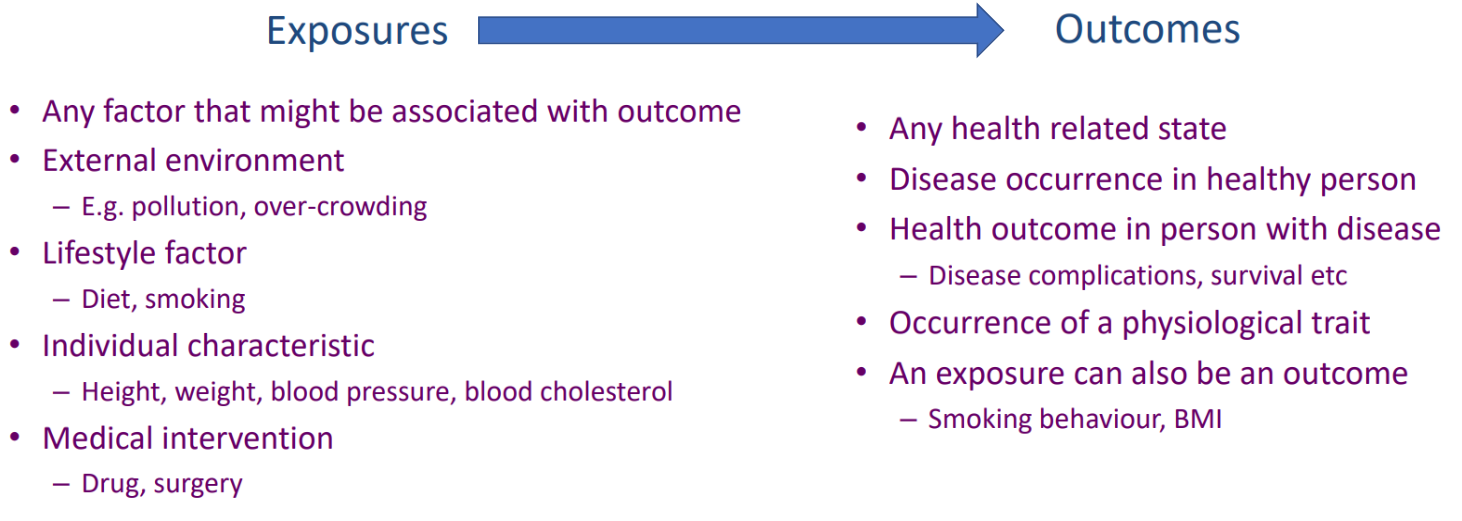 Exposures
Outcomes
• Any factor that might be associated with outcome
• External environment
– E.g. pollution, over-crowding
• Lifestyle factor
– Diet, smoking
• Individual characteristic
– Height, weight, blood pressure, blood cholesterol
• Medical intervention
– Drug, surgery
• Any health related state
• Disease occurrence in healthy person
• Health outcome in person with disease
– Disease complications, survival etc
• Occurrence of a physiological trait
• An exposure can also be an outcome
– Smoking behaviour, BMI